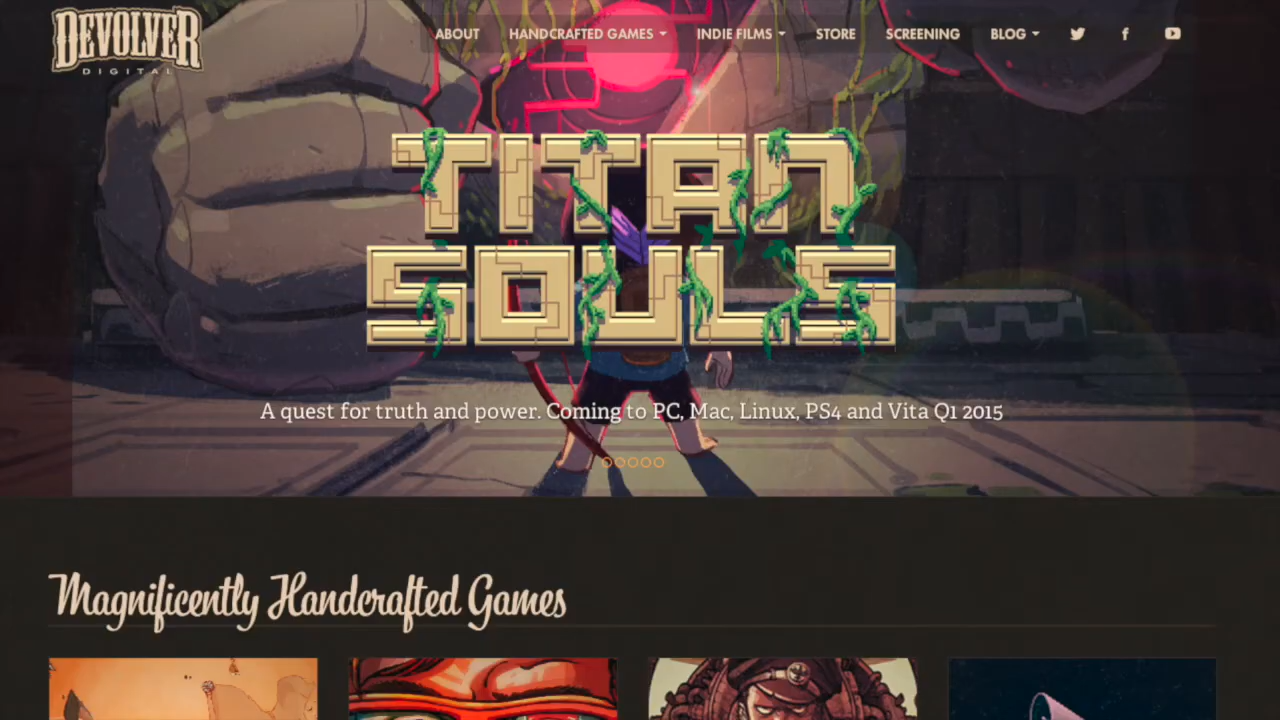 DEVOLVER
DIGITAL
ABOUT
HANDCRAFTED GAMES
INDIE FILMS
STORE
SCREENING
BLOG
TITAN
SOULS
A quest for truth and power. Coming to PC, Mac, Linux, PS4 and Vita Q1 2015
Magnificently Handcrafted Games